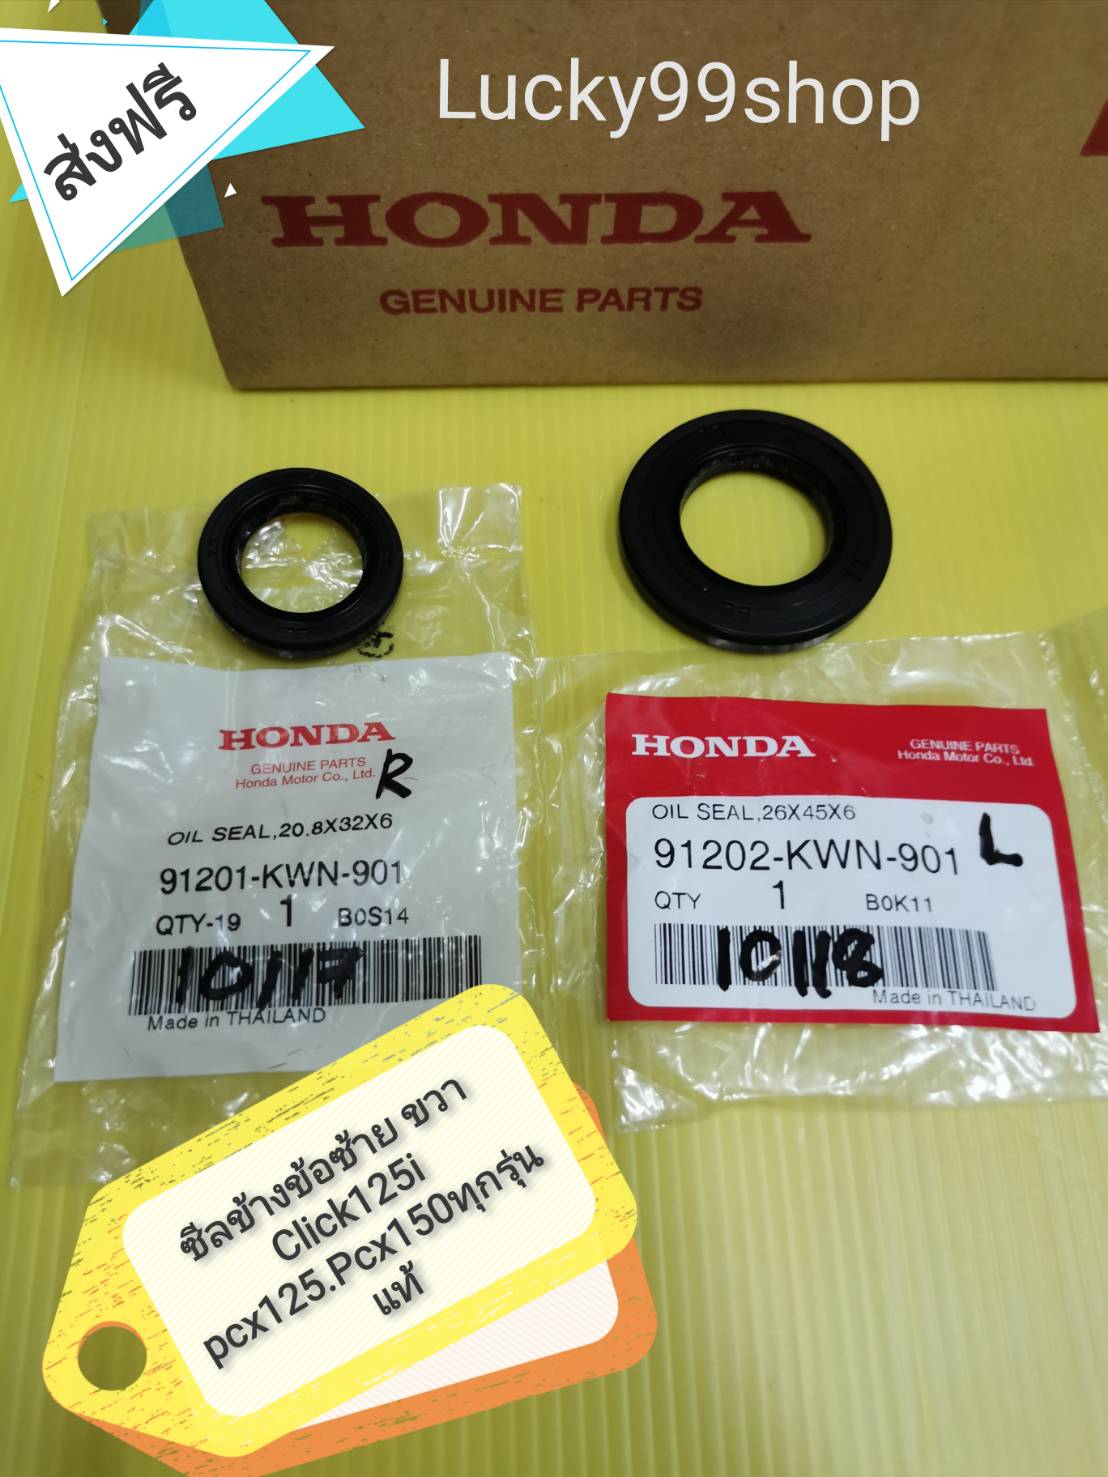 ส่งฟรี
Lucky99shop
HONDA
GENUINE PARTS
HONDA
GENUINE PARTS
Honda Motor Co., Ltd.
R
OIL SEAL,20.8X32X6
91201-KWN-901
QTY-19 1 B0S14
10117
Made in THAILAND
HONDA
GENUINE PARTS
Honda Motor Co., Ltd.
OIL SEAL,26X45X6
91202-KWN-901 L
QTY 1 B0K11
10118
Made in THAILAND
ซีลข้างข้อซ้าย ขวา
Click125i
pcx125.Pcx150ทุกรุ่น
แท้